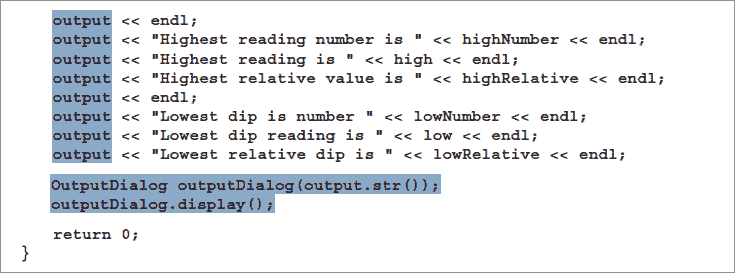 output << endl;
output << "Highest reading number is " << highNumber << endl;
output << "Highest reading is " << high << endl;
output << "Highest relative value is " << highRelative << endl;
output << endl;
output << "Lowest dip is number " << lowNumber << endl;
output << "Lowest dip reading is " << low << endl;
output << "Lowest relative dip is " << lowRelative << endl;
OutputDialog outputDialog(output.str());
outputDialog.display();
return 0;
}